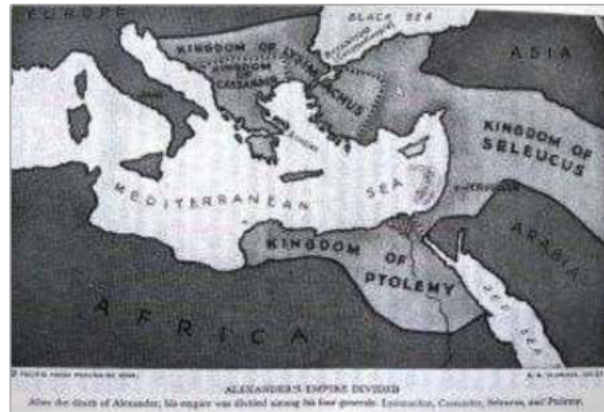 EUROPE
BLACK SEA
ASIA
KINGDOM OF LYSIMACHUS
KINGDOM
OF
CASSANDER
KINGDOM OF
SELEUCUS
MEDITERRANEAN SEA
JERUSALEM
ARABIA
KINGDOM OF
PTOLEMY
RED SEA
AFRICA
ALEXANDER'S EMPIRE DIVIDED
After the death of Alexander, his empire was divided among his four generals: Lysimachus, Cassander, Seleucus, and Ptolemy.